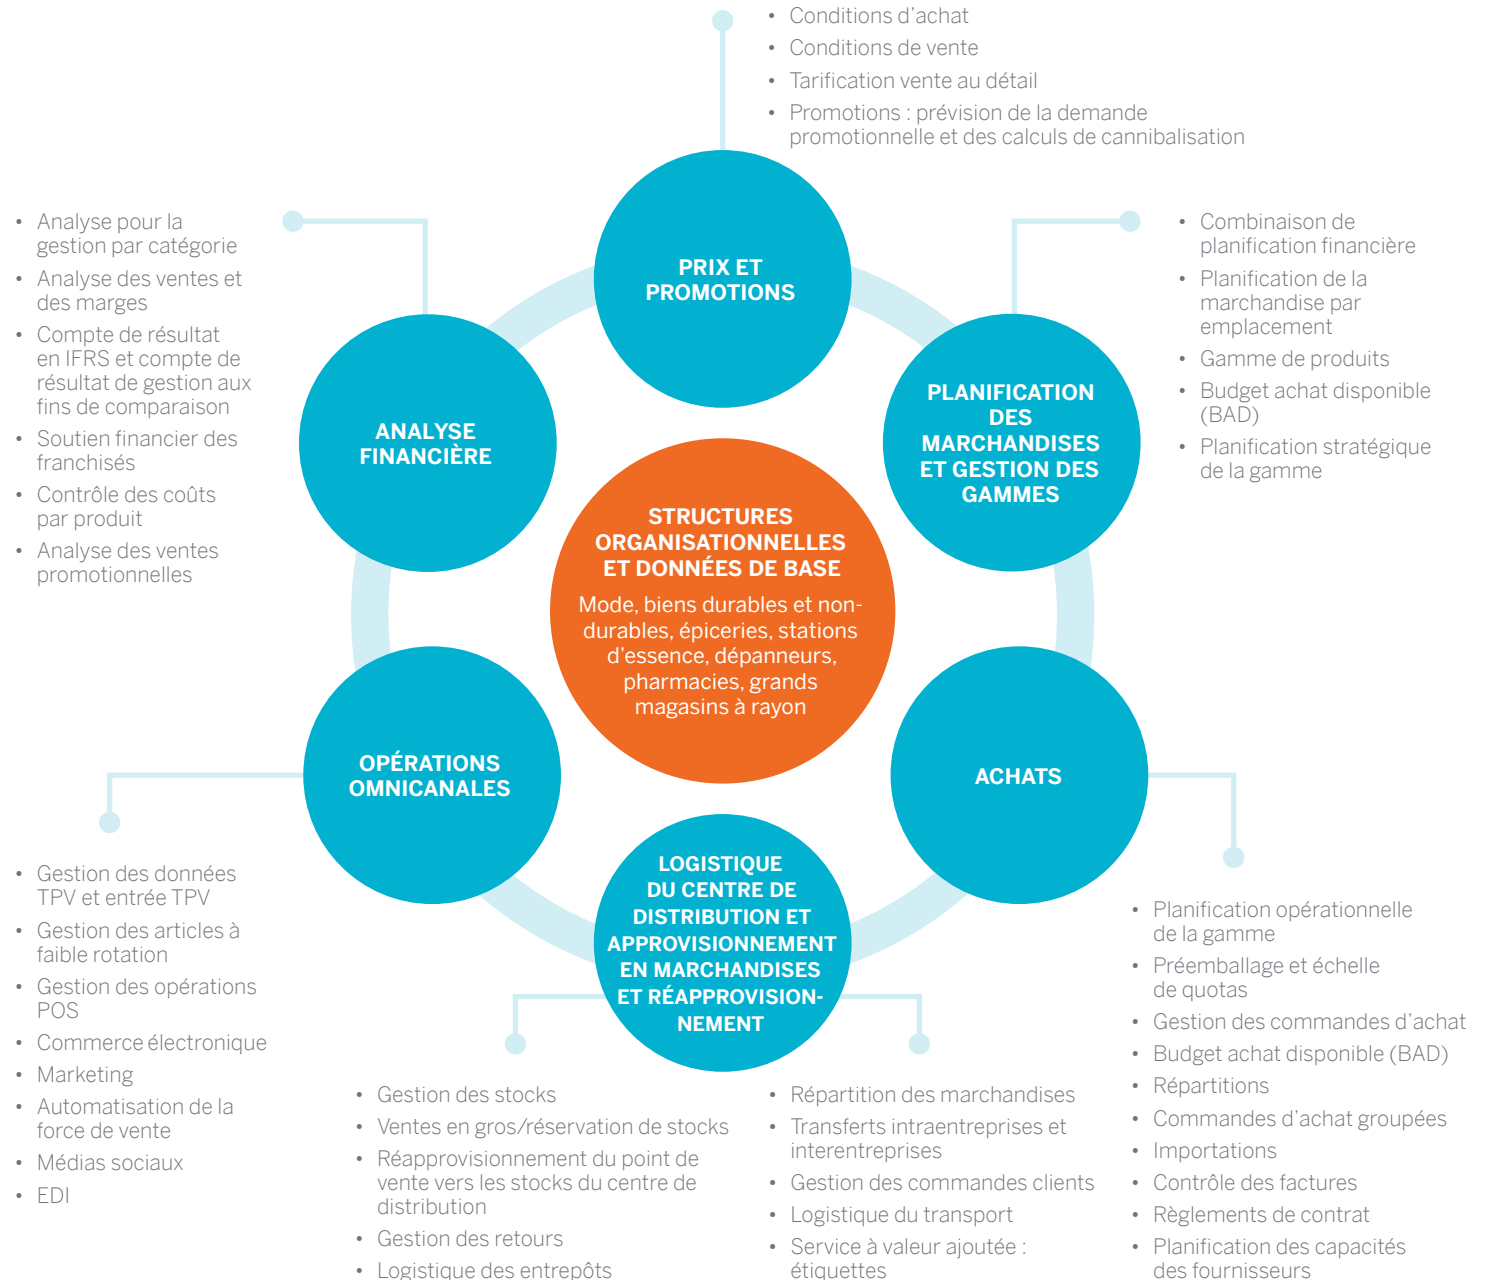 • Conditions d’achat
• Conditions de vente
• Tarification vente au détail
• Promotions : prévision de la demande
promotionnelle et des calculs de cannibalisation
PRIX ET
PROMOTIONS
• Analyse pour la
gestion par catégorie
• Analyse des ventes et
des marges
• Compte de résultat
en IFRS et compte de
résultat de gestion aux
fins de comparaison
• Soutien financier des
franchisés
• Contrôle des coûts
par produit
• Analyse des ventes
promotionnelles
ANALYSE
FINANCIÈRE
• Combinaison de
planification financière
• Planification de la
marchandise par
emplacement
• Gamme de produits
• Budget achat disponible
(BAD)
• Planification stratégique
de la gamme
PLANIFICATION
DES
MARCHANDISES
ET GESTION DES
GAMMES
STRUCTURES
ORGANISATIONNELLES
ET DONNÉES DE BASE
Mode, biens durables et non-
durables, épiceries, stations
d’essence, dépanneurs,
pharmacies, grands
magasins à rayon
OPÉRATIONS
OMNICANALES
ACHATS
LOGISTIQUE
DU CENTRE DE
DISTRIBUTION ET
APPROVISIONNEMENT
EN MARCHANDISES
ET RÉAPPROVISION-
NEMENT
• Gestion des données
TPV et entrée TPV
• Gestion des articles à
faible rotation
• Gestion des opérations
POS
• Commerce électronique
• Marketing
• Automatisation de la
force de vente
• Médias sociaux
• EDI
• Gestion des stocks
• Ventes en gros/réservation de stocks
• Réapprovisionnement du point de
vente vers les stocks du centre de
distribution
• Gestion des retours
• Logistique des entrepôts
• Répartition des marchandises
• Transferts intraentreprises et
interentreprises
• Gestion des commandes clients
• Logistique du transport
• Service à valeur ajoutée :
étiquettes
• Planification opérationnelle
de la gamme
• Préemballage et échelle
de quotas
• Gestion des commandes d’achat
• Budget achat disponible (BAD)
• Répartitions
• Commandes d’achat groupées
• Importations
• Contrôle des factures
• Règlements de contrat
• Planification des capacités
des fournisseurs